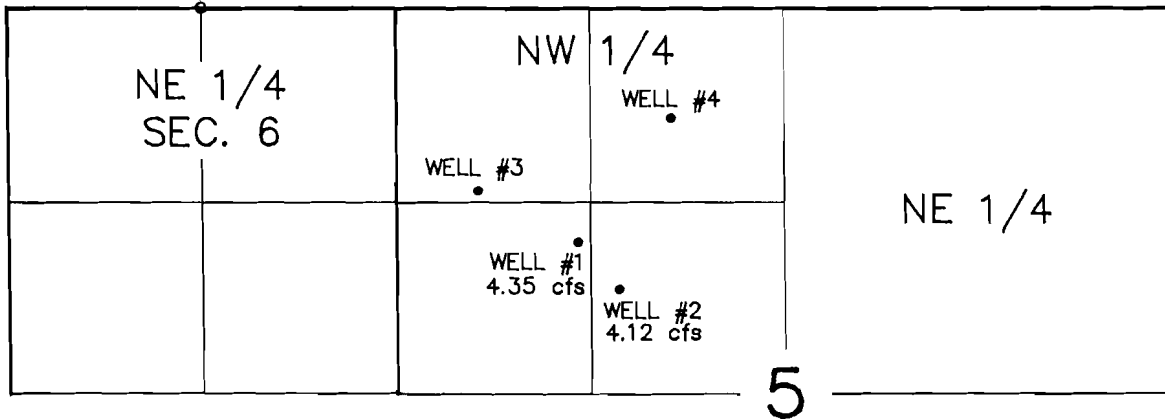 NE 1/4
SEC. 6
NW 1/4
WELL #4
WELL #3
WELL #1
4.35 cfs
WELL #2
4.12 cfs
NE 1/4
5